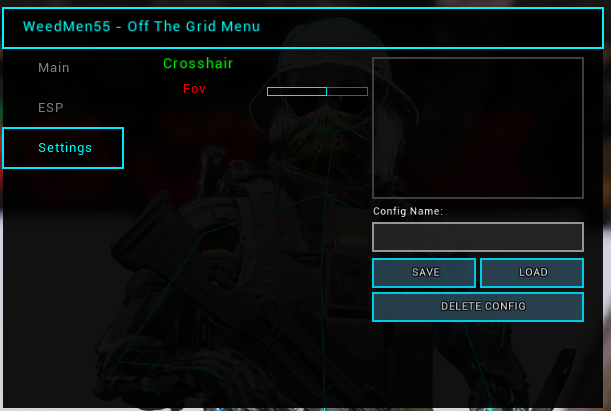 WeedMen55 - Off The Grid Menu
Main
ESP
Settings
Crosshair
Fov
Config Name:
SAVE
LOAD
DELETE CONFIG